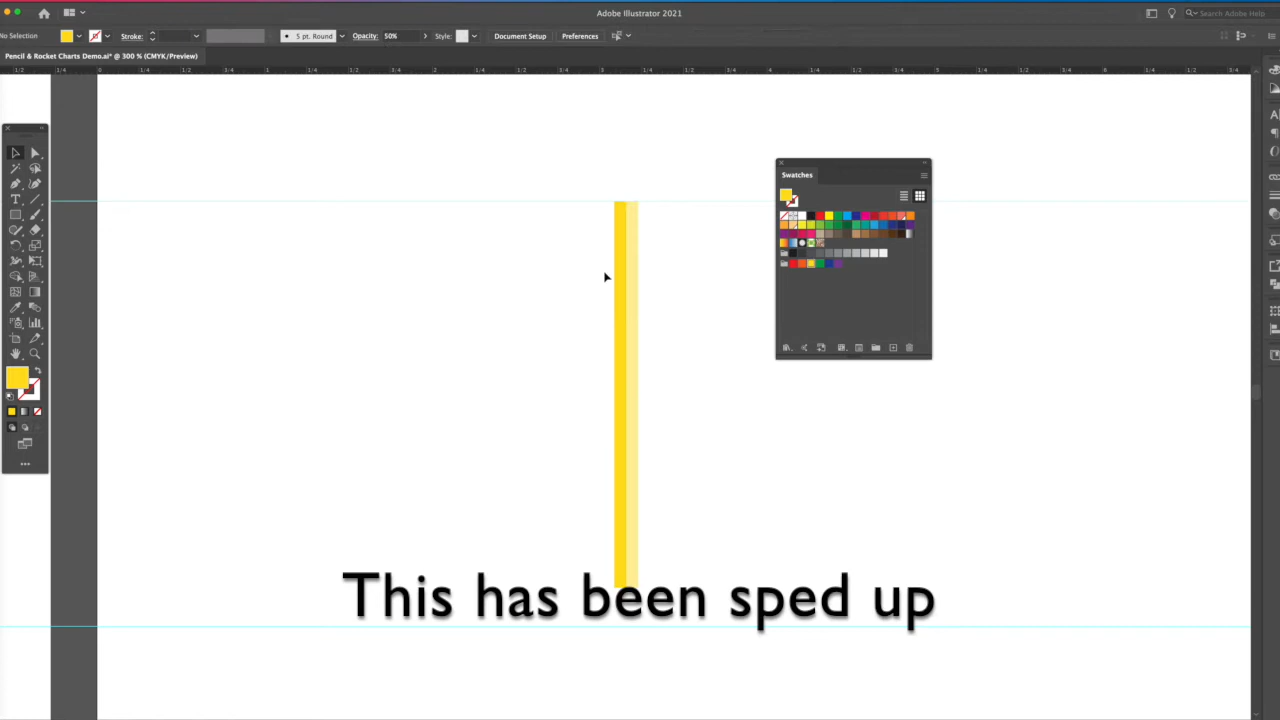 Adobe Illustrator 2021
Search Adobe Help
No Selection
Stroke:
5 pt. Round
Opacity: 50%
Style:
Document Setup
Preferences
Pencil & Rocket Charts Demo.ai* @ 300 % (CMYK/Preview)
Swatches
This has been sped up